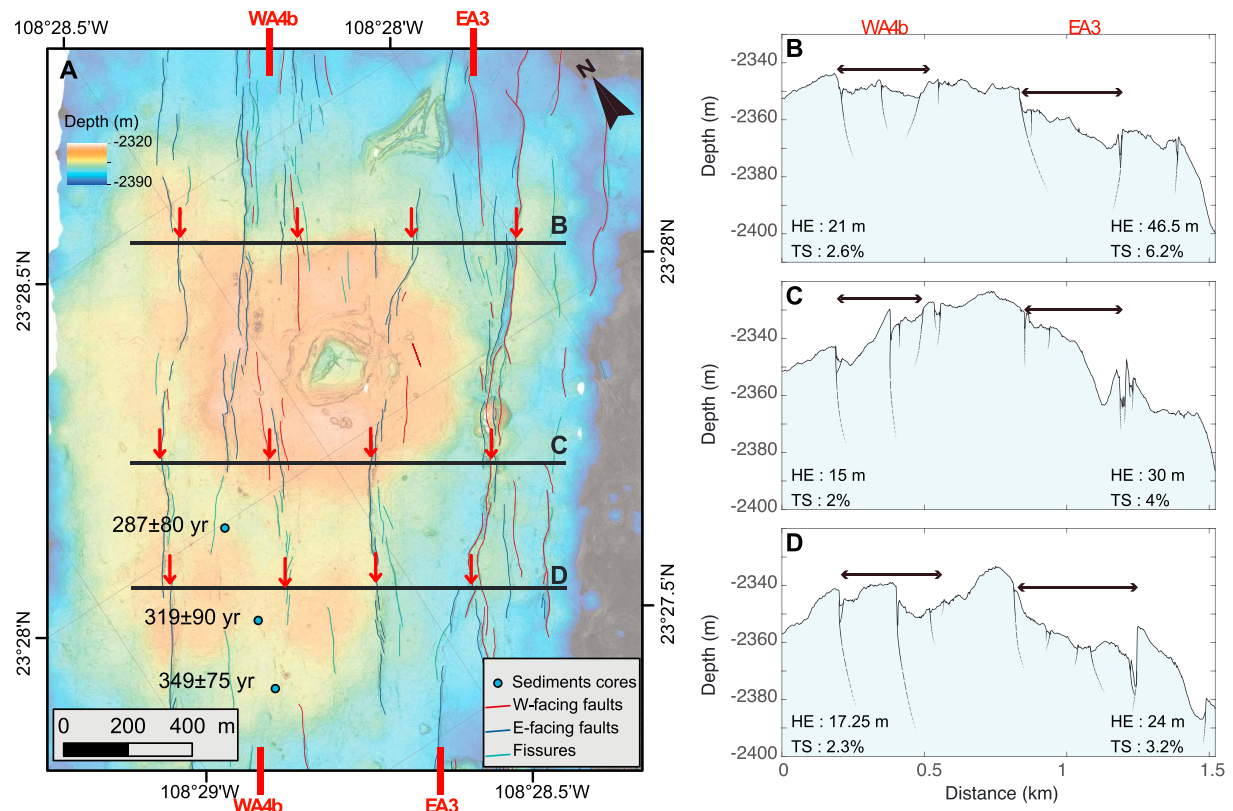 108°28.5'W
WA4b
108°28'W
EA3
A
N
Depth (m)
-2320
-2390
B
C
D
23°28.5'N
23°28'N
23°28'N
23°27.5'N
287±80 yr
319±90 yr
349±75 yr
Sediments cores
W-facing faults
E-facing faults
Fissures
0 200 400 m
108°29'W
WA4b
EA3
108°28.5'W
WA4b
EA3
B
Depth (m)
-2340
-2360
-2380
-2400
HE : 21 m
TS : 2.6%
HE : 46.5 m
TS : 6.2%
C
Depth (m)
-2340
-2360
-2380
-2400
HE : 15 m
TS : 2%
HE : 30 m
TS : 4%
D
Depth (m)
-2340
-2360
-2380
-2400
HE : 17.25 m
TS : 2.3%
HE : 24 m
TS : 3.2%
0 0.5 1 1.5
Distance (km)